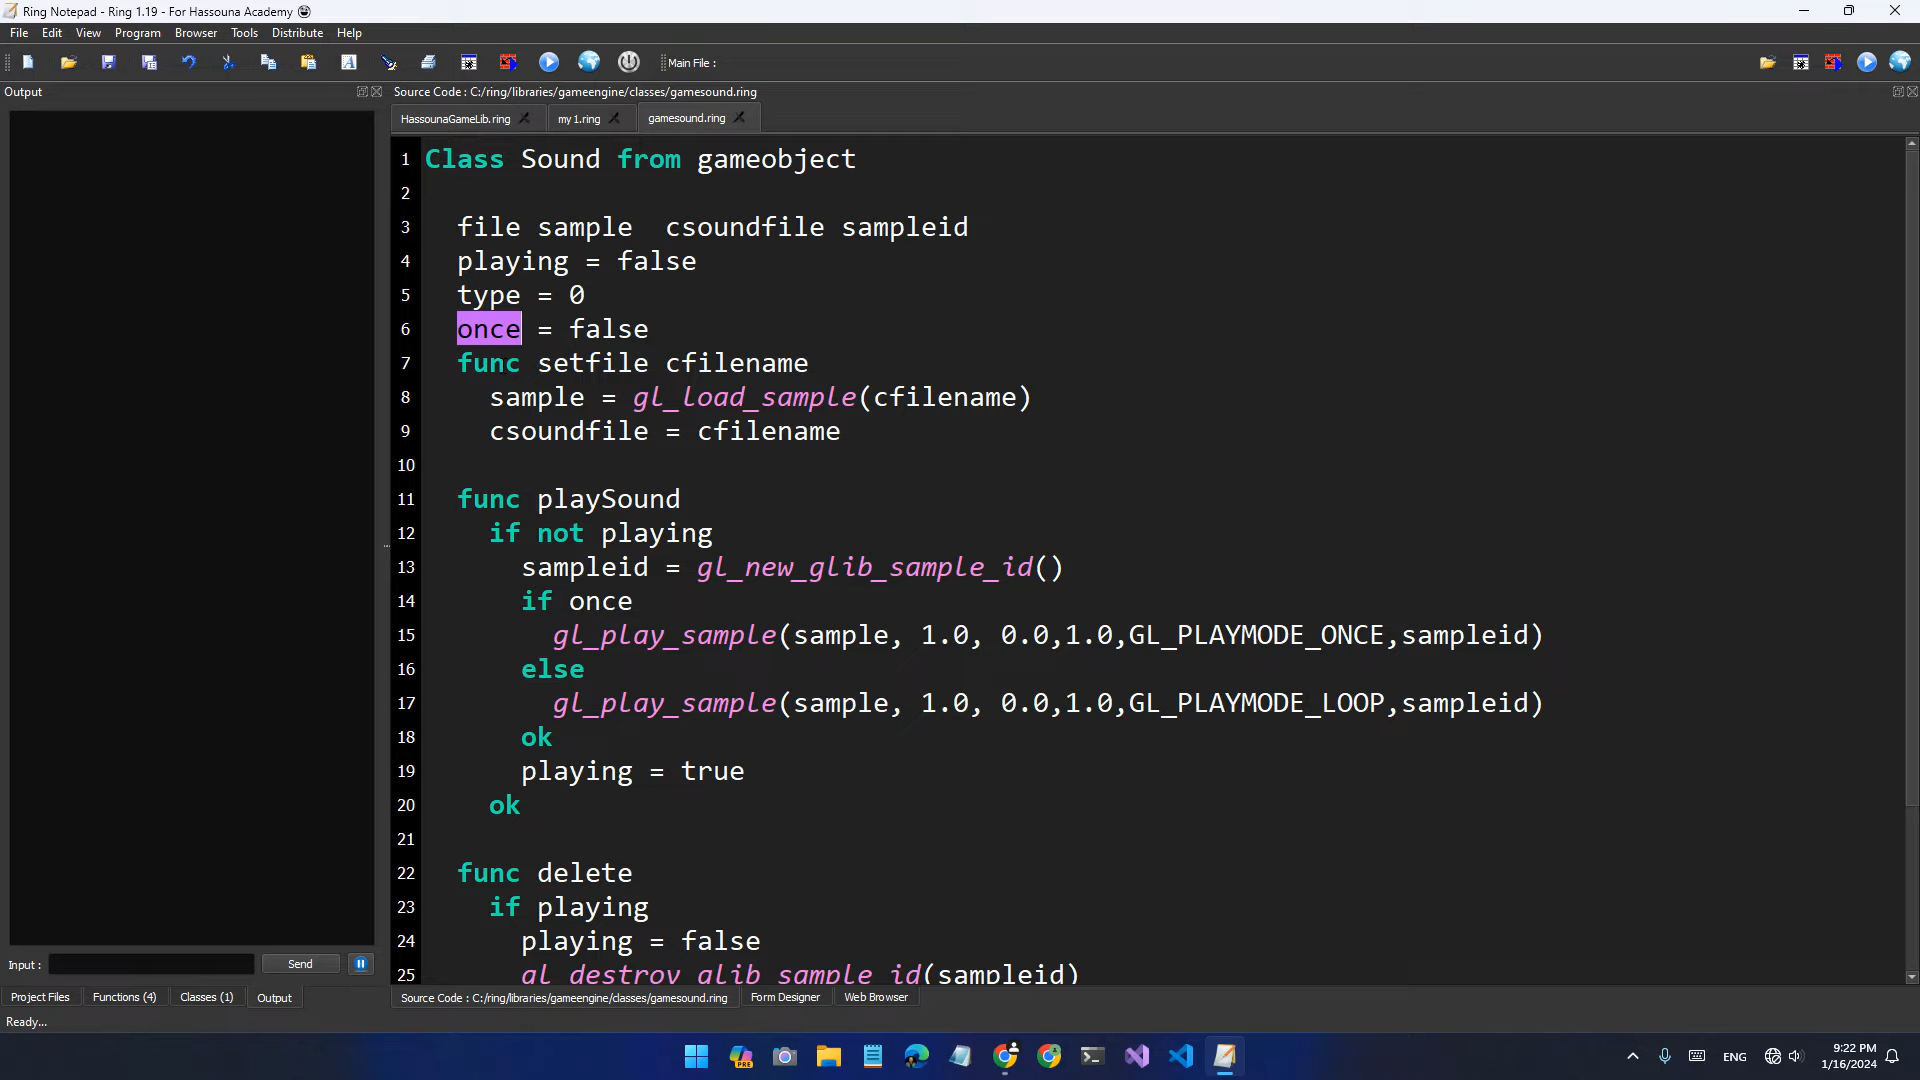 Ring Notepad - Ring 1.19 - For Hassouna Academy
File Edit View Program Browser Tools Distribute Help
Main File :
Output
Source Code : C:/ring/libraries/gameengine/classes/gamesound.ring
HassounaGameLib.ring my 1.ring gamesound.ring
1 Class Sound from gameobject
2
3 file sample  csoundfile sampleid
4 playing = false
5 type = 0
6 once = false
7 func setfile cfilename
8 sample = gl_load_sample(cfilename)
9 csoundfile = cfilename
10
11 func playSound
12 if not playing
13 sampleid = gl_new_glib_sample_id()
14 if once
15 gl_play_sample(sample, 1.0, 0.0,1.0,GL_PLAYMODE_ONCE,sampleid)
16 else
17 gl_play_sample(sample, 1.0, 0.0,1.0,GL_PLAYMODE_LOOP,sampleid)
18 ok
19 playing = true
20 ok
21
22 func delete
23 if playing
24 playing = false
25 gl_destroy_glib_sample_id(sampleid)
Input : Send
Project Files Functions (4) Classes (1) Output
Source Code : C:/ring/libraries/gameengine/classes/gamesound.ring Form Designer Web Browser
Ready...
PRE
ENG
9:22 PM
1/16/2024